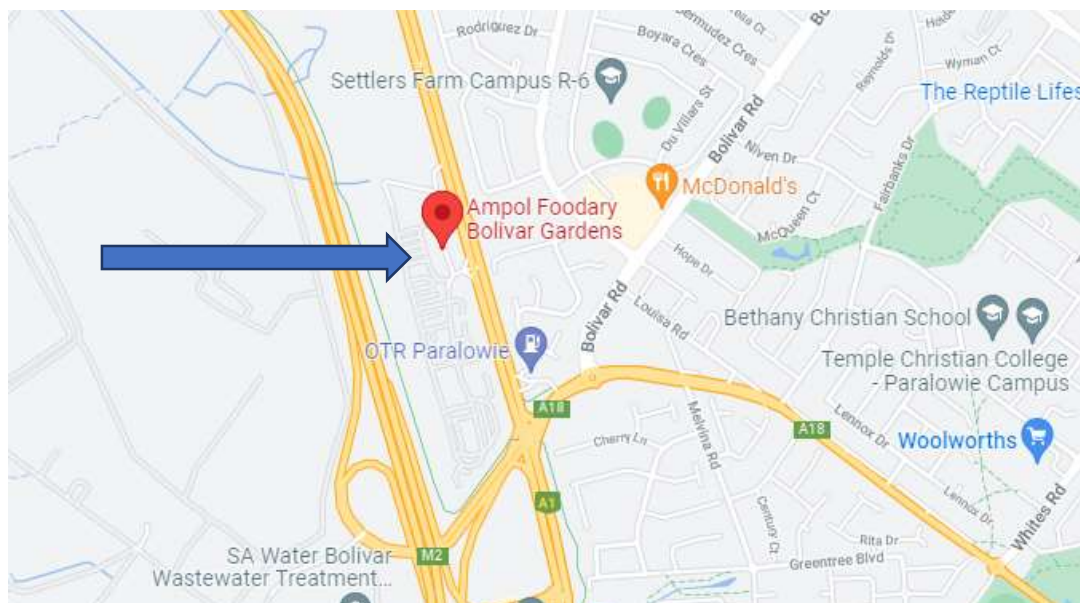 Rodriguez Dr
Bermudez Cres
Boyara Cres
Reynolds Dr
Wyman Ct
Settlers Farm Campus R-6
The Reptile Lifes
Du Villars St
Bolivar Rd
Niven Dr
Fairbanks Dr
McDonald's
Ampol Foodary
Bolivar Gardens
McQueen Ct
Hope Dr
Louisa Rd
Bolivar Rd
Bethany Christian School
OTR Paralowie
Temple Christian College
- Paralowie Campus
A18
Melvina Rd
A18
Lennox Dr
Cherry Ln
Woolworths
A1
Lennox Dr
Century Ct
Whites Rd
Rita Dr
Greentree Blvd
M2
SA Water Bolivar
Wastewater Treatment...